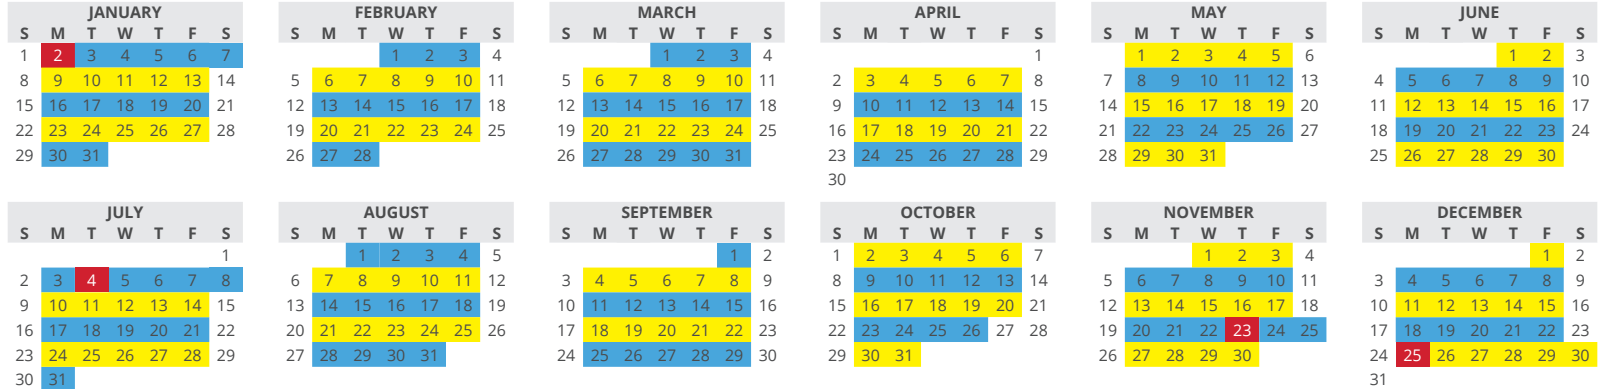 JANUARY
S M T W T F S
1 2 3 4 5 6 7
8 9 10 11 12 13 14
15 16 17 18 19 20 21
22 23 24 25 26 27 28
29 30 31
FEBRUARY
S M T W T F S
1 2 3 4
5 6 7 8 9 10 11
12 13 14 15 16 17 18
19 20 21 22 23 24 25
26 27 28
MARCH
S M T W T F S
1 2 3 4
5 6 7 8 9 10 11
12 13 14 15 16 17 18
19 20 21 22 23 24 25
26 27 28 29 30 31
APRIL
S M T W T F S
1
2 3 4 5 6 7 8
9 10 11 12 13 14 15
16 17 18 19 20 21 22
23 24 25 26 27 28 29
30
MAY
S M T W T F S
1 2 3 4 5 6
7 8 9 10 11 12 13
14 15 16 17 18 19 20
21 22 23 24 25 26 27
28 29 30 31
JUNE
S M T W T F S
1 2 3
4 5 6 7 8 9 10
11 12 13 14 15 16 17
18 19 20 21 22 23 24
25 26 27 28 29 30
JULY
S M T W T F S
1
2 3 4 5 6 7 8
9 10 11 12 13 14 15
16 17 18 19 20 21 22
23 24 25 26 27 28 29
30 31
AUGUST
S M T W T F S
1 2 3 4 5
6 7 8 9 10 11 12
13 14 15 16 17 18 19
20 21 22 23 24 25 26
27 28 29 30 31
SEPTEMBER
S M T W T F S
1 2
3 4 5 6 7 8 9
10 11 12 13 14 15 16
17 18 19 20 21 22 23
24 25 26 27 28 29 30
OCTOBER
S M T W T F S
1 2 3 4 5 6 7
8 9 10 11 12 13 14
15 16 17 18 19 20 21
22 23 24 25 26 27 28
29 30 31
NOVEMBER
S M T W T F S
1 2 3 4
5 6 7 8 9 10 11
12 13 14 15 16 17 18
19 20 21 22 23 24 25
26 27 28 29 30
DECEMBER
S M T W T F S
1 2
3 4 5 6 7 8 9
10 11 12 13 14 15 16
17 18 19 20 21 22 23
24 25 26 27 28 29 30
31